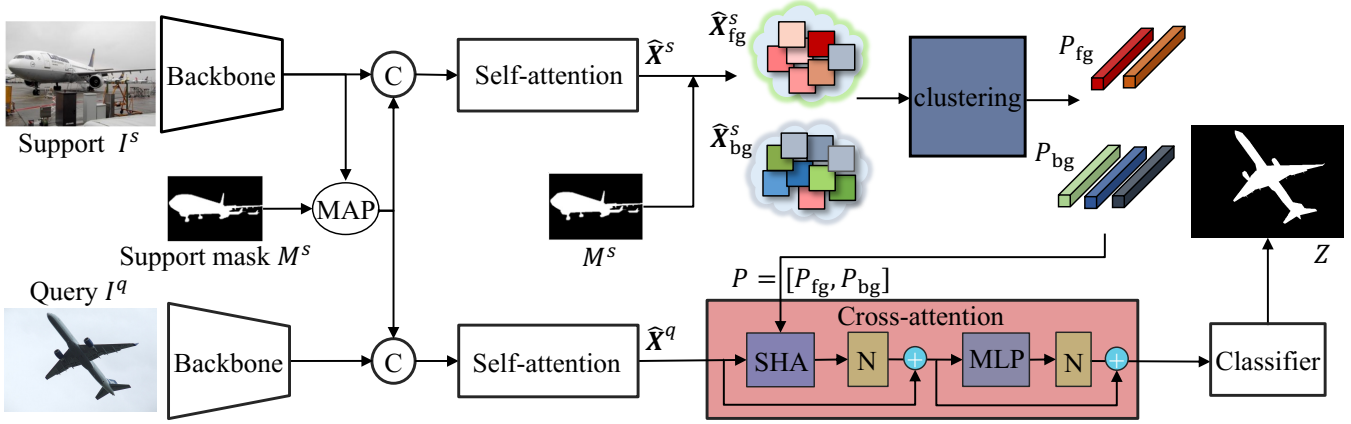 Backbone
Support I^s
C
Self-attention
X̂^s
X̂^s_fg
X̂^s_bg
clustering
P_fg
P_bg
MAP
Support mask M^s
M^s
Z
Query I^q
Backbone
C
Self-attention
X̂^q
P = [P_fg, P_bg]
Cross-attention
SHA
N
+
MLP
N
+
Classifier